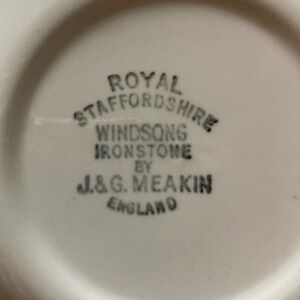 ROYAL
STAFFORDSHIRE
WINDSONG
IRONSTONE
BY
J.&G. MEAKIN
ENGLAND